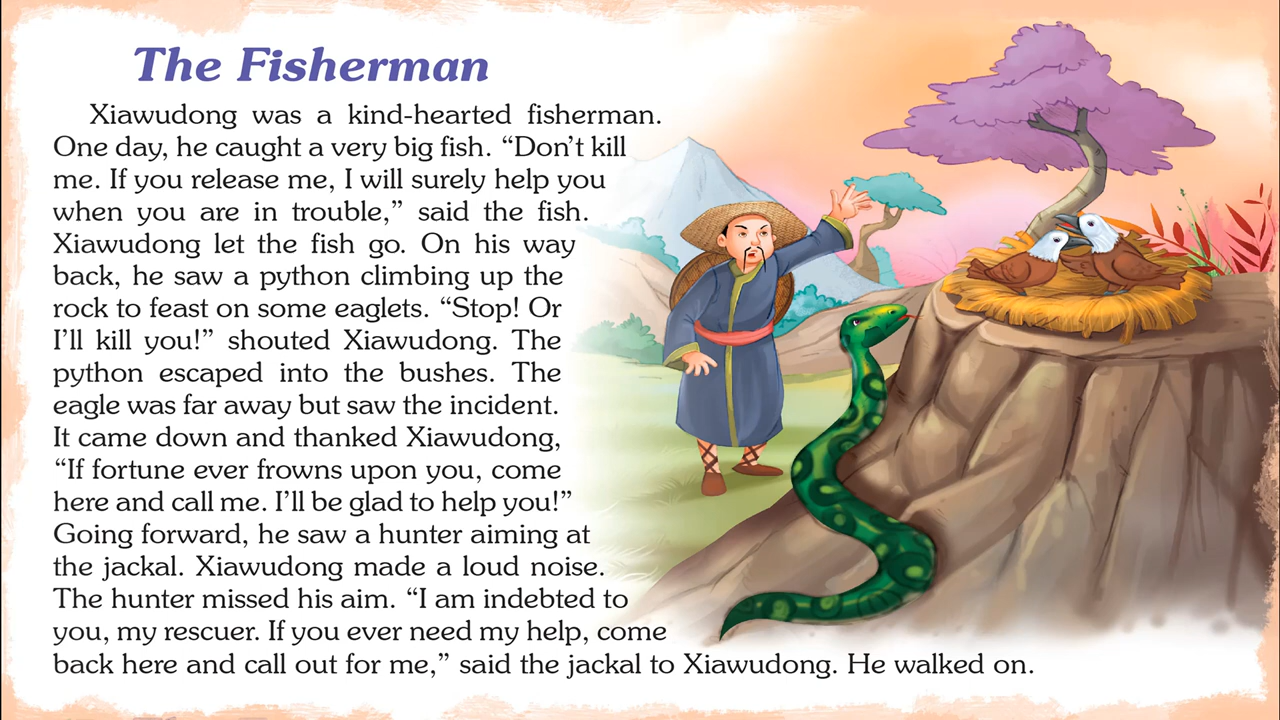 The Fisherman
Xiawudong was a kind-hearted fisherman.
One day, he caught a very big fish. “Don’t kill
me. If you release me, I will surely help you
when you are in trouble,” said the fish.
Xiawudong let the fish go. On his way
back, he saw a python climbing up the
rock to feast on some eaglets. “Stop! Or
I’ll kill you!” shouted Xiawudong. The
python escaped into the bushes. The
eagle was far away but saw the incident.
It came down and thanked Xiawudong,
“If fortune ever frowns upon you, come
here and call me. I’ll be glad to help you!”
Going forward, he saw a hunter aiming at
the jackal. Xiawudong made a loud noise.
The hunter missed his aim. “I am indebted to
you, my rescuer. If you ever need my help, come
back here and call out for me,” said the jackal to Xiawudong. He walked on.